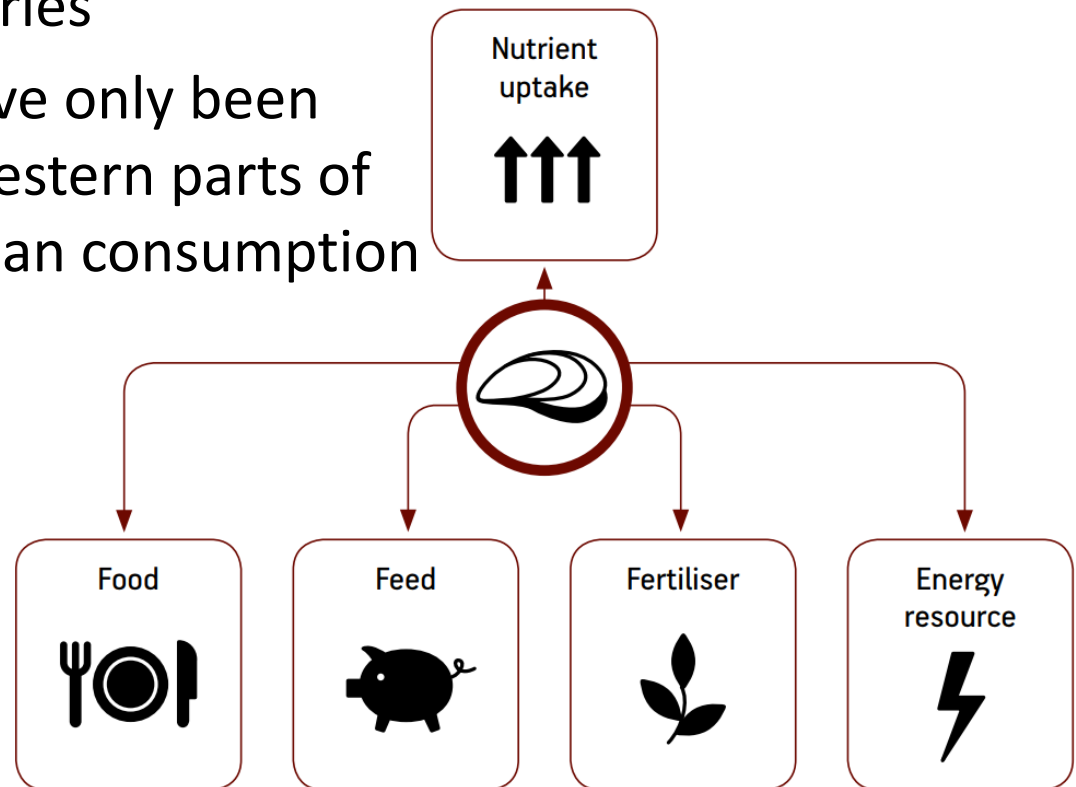 ries
ve only been
estern parts of
an consumption
Nutrient
uptake
Food
Feed
Fertiliser
Energy
resource